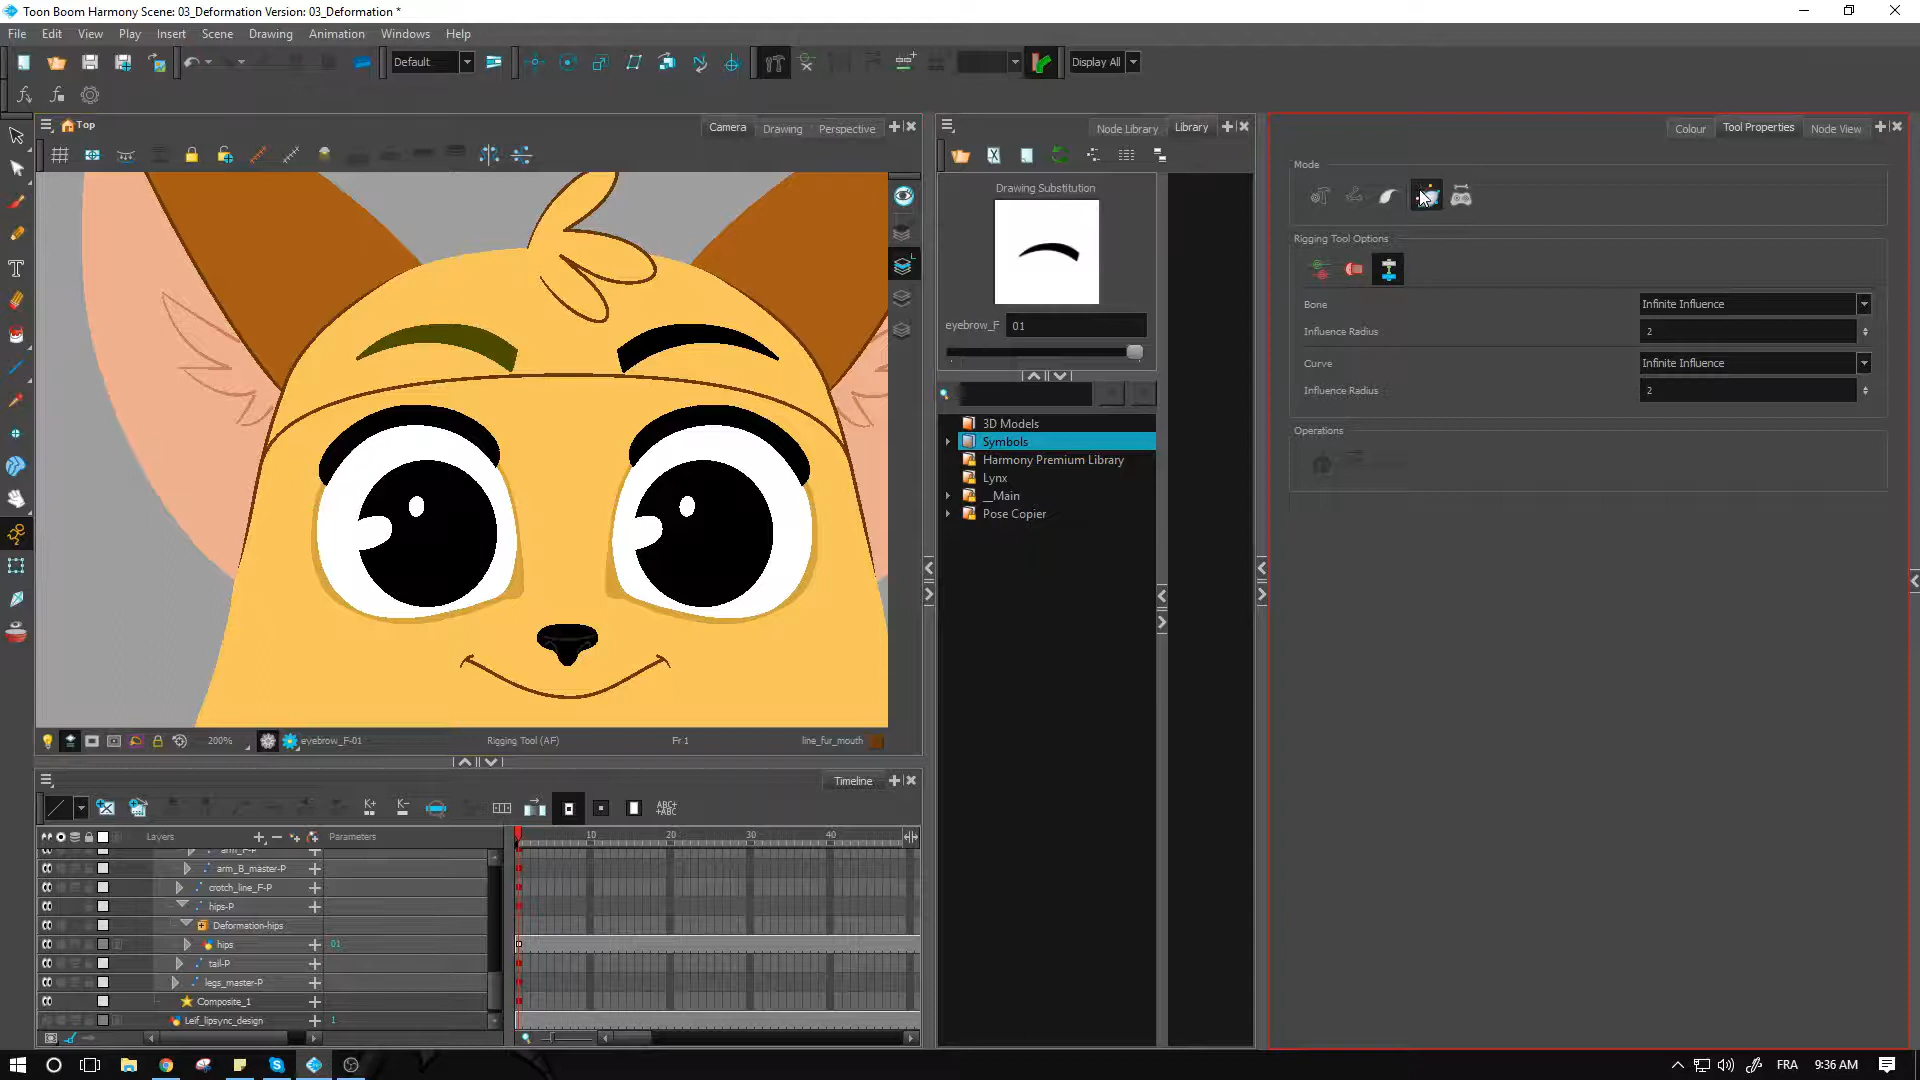 Toon Boom Harmony Scene: 03_Deformation Version: 03_Deformation *
File Edit View Play Insert Scene Drawing Animation Windows Help
Default
Display All
Top
Camera Drawing Perspective
Node Library Library
Colour Tool Properties Node View
Mode
Drawing Substitution
Rigging Tool Options
Bone Infinite Influence
eyebrow_F 01
Influence Radius 2
Curve Infinite Influence
Influence Radius 2
3D Models
Operations
Symbols
Harmony Premium Library
Lynx
__Main
Pose Copier
200% eyebrow_F-01 Rigging Tool (AF) Fr 1 line_fur_mouth
Timeline
K+ K- ABC+ +ABC
Layers Parameters 10 20 30 40
arm_F-P
arm_B_master-P
crotch_line_F-P
hips-P
Deformation-hips
hips 01
tail-P
legs_master-P
Composite_1
Leif_lipsync_design 1
FRA 9:36 AM